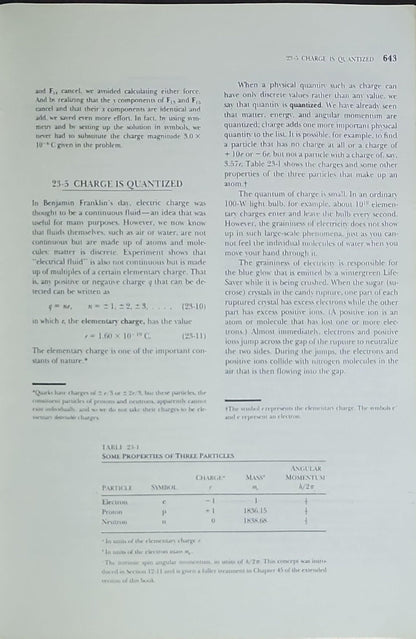 23-5 CHARGE IS QUANTIZED 643
and F₁₄ cancel, we avoided calculating either force.
And by realizing that the x components of F₁₃ and F₁₅
cancel and that their x components are identical and
add, we saved even more effort. In fact, by using sym-
metry and by setting up the solution in symbols, we
never had to substitute the charge magnitude 3.0 ×
10⁻⁶ C given in the problem.
23-5 CHARGE IS QUANTIZED
In Benjamin Franklin's day, electric charge was
thought to be a continuous fluid—an idea that was
useful for many purposes. However, we now know
that fluids themselves, such as air or water, are not
continuous but are made up of atoms and mole-
cules; matter is discrete. Experiment shows that
"electrical fluid" is also not continuous but is made
up of multiples of a certain elementary charge. That
is, any positive or negative charge q that can be de-
tected can be written as
q = ne, n = ±1, ±2, ±3, . . . . (23-10)
in which e, the elementary charge, has the value
e = 1.60 × 10⁻¹⁹ C. (23-11)
The elementary charge is one of the important con-
stants of nature.*
*Quarks have charges of ± e/3 or ± 2e/3, but these particles, the
constituent particles of protons and neutrons, apparently cannot
exist individually, and so we do not take their charges to be ele-
mentary charges.
When a physical quantity such as charge can
have only discrete values rather than any value, we
say that quantity is quantized. We have already seen
that matter, energy, and angular momentum are
quantized; charge adds one more important physical
quantity to the list. It is possible, for example, to find
a particle that has no charge at all or a charge of
+ 10e or − 6e, but not a particle with a charge of, say,
3.57e. Table 23-1 shows the charges and some other
properties of the three particles that make up an
atom.†
The quantum of charge is small. In an ordinary
100-W light bulb, for example, about 10¹⁹ elemen-
tary charges enter and leave the bulb every second.
However, the graininess of electricity does not show
up in such large-scale phenomena, just as you can-
not feel the individual molecules of water when you
move your hand through it.
The graininess of electricity is responsible for
the blue glow that is emitted by a wintergreen Life-
Saver while it is being crushed. When the sugar (su-
crose) crystals in the candy rupture, one part of each
ruptured crystal has excess electrons while the other
part has excess positive ions. (A positive ion is an
atom or molecule that has lost one or more elec-
trons.) Almost immediately, electrons and positive
ions jump across the gap of the rupture to neutralize
the two sides. During the jumps, the electrons and
positive ions collide with nitrogen molecules in the
air that is then flowing into the gap.
†The symbol e represents the elementary charge. The symbols e⁻
and e represent an electron.
TABLE 23-1
SOME PROPERTIES OF THREE PARTICLES
PARTICLE SYMBOL CHARGEᵃ e MASSᵇ mₑ ANGULAR MOMENTUM h/2π
Electron e −1 1 ½
Proton p +1 1836.15 ½
Neutron n 0 1838.68 ½
ᵃ In units of the elementary charge e.
ᵇ In units of the electron mass mₑ.
The intrinsic spin angular momentum, in units of h/2π. This concept was intro-
duced in Section 12-11 and is given a fuller treatment in Chapter 45 of the extended
version of this book.